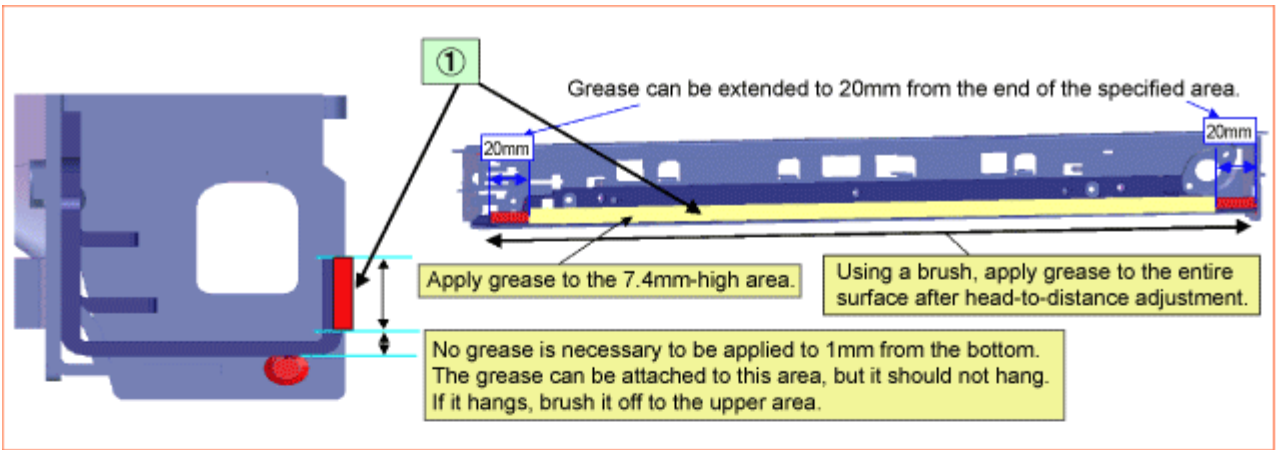 ①
Grease can be extended to 20mm from the end of the specified area.
20mm
20mm
Apply grease to the 7.4mm-high area.
Using a brush, apply grease to the entire
surface after head-to-distance adjustment.
No grease is necessary to be applied to 1mm from the bottom.
The grease can be attached to this area, but it should not hang.
If it hangs, brush it off to the upper area.